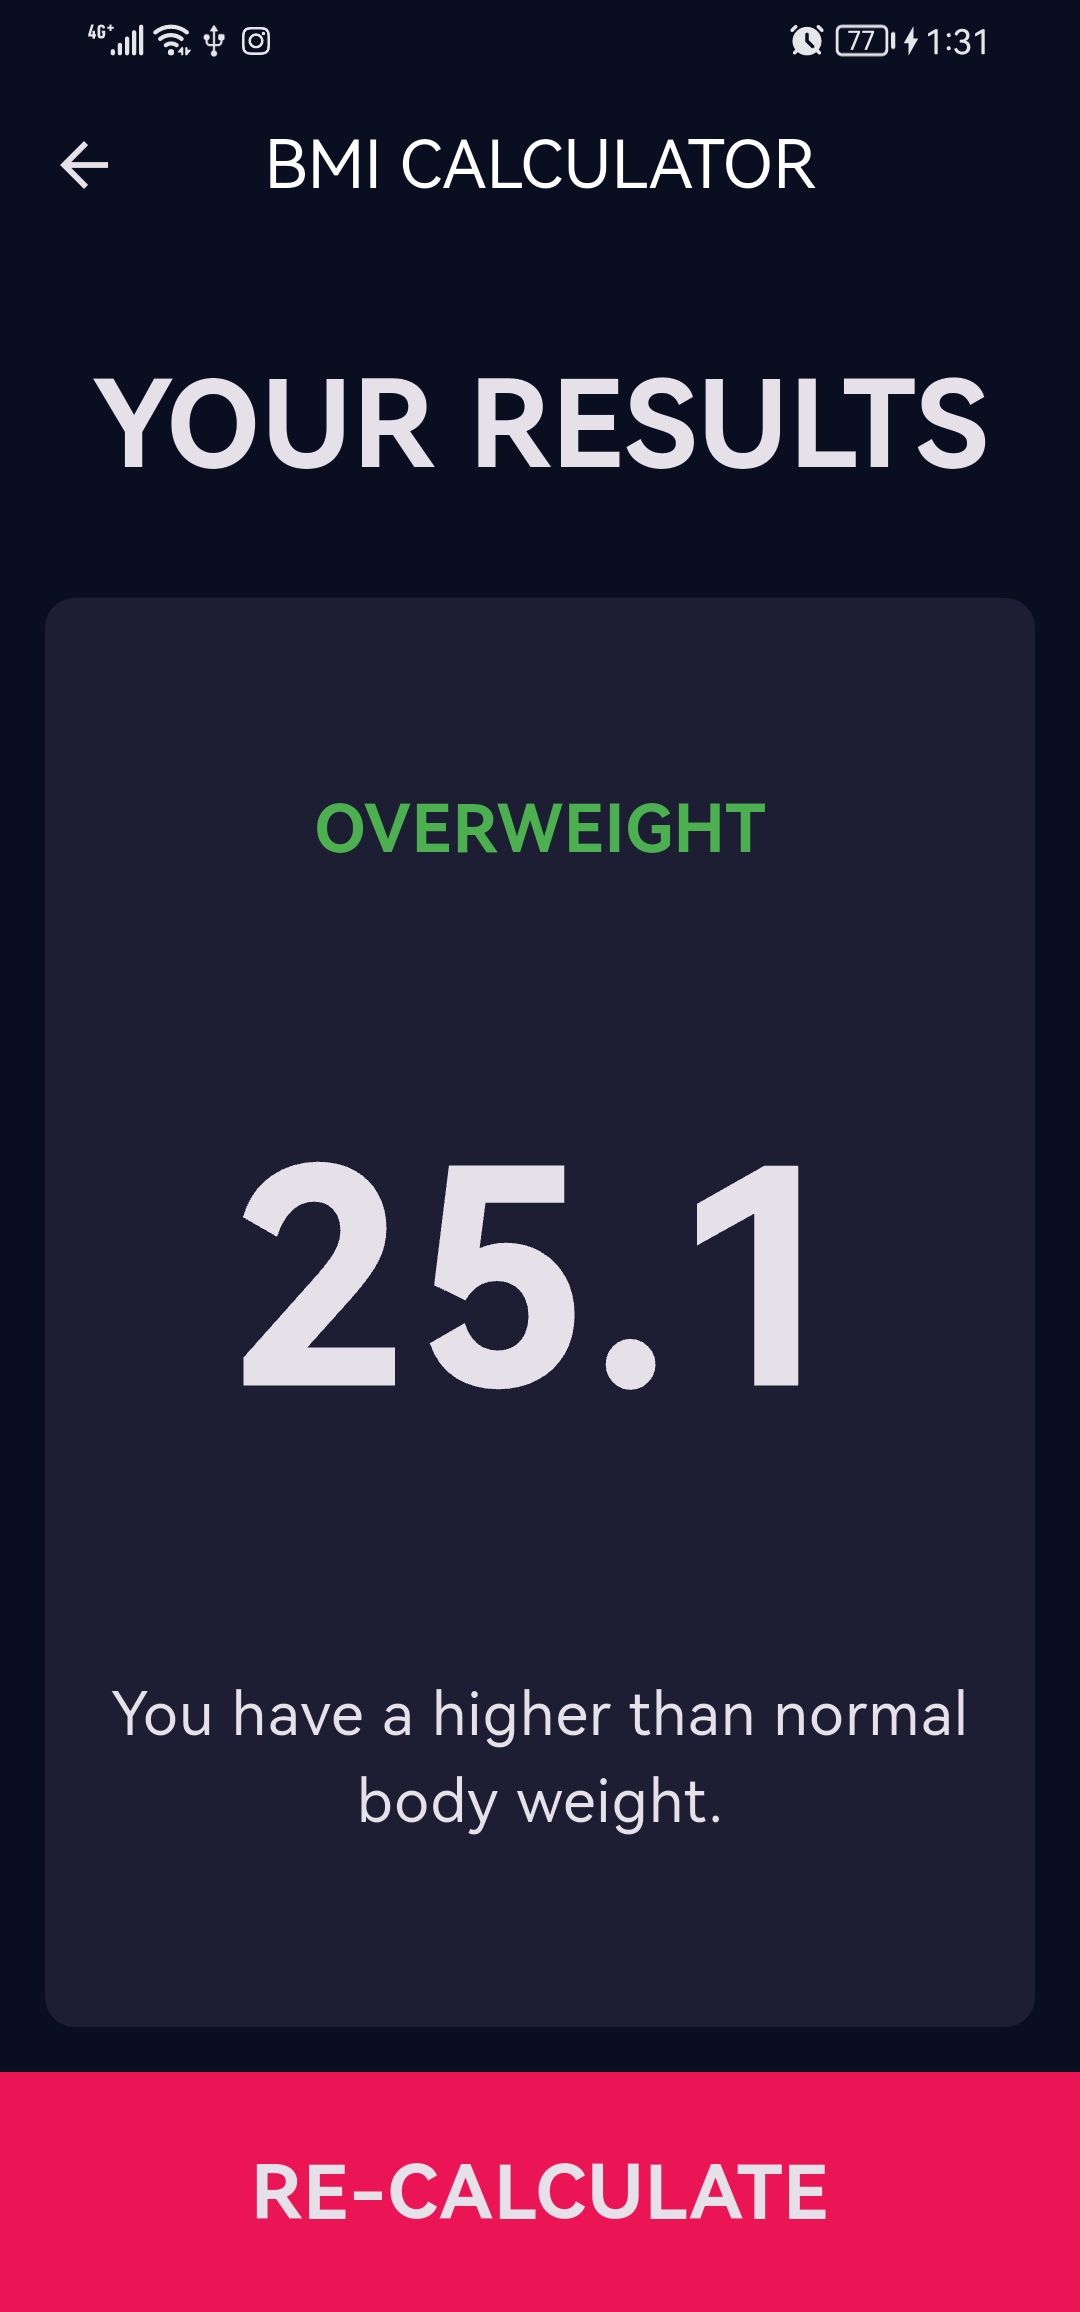 4G+ 77 1:31
BMI CALCULATOR
YOUR RESULTS
OVERWEIGHT
25.1
You have a higher than normal
body weight.
RE-CALCULATE